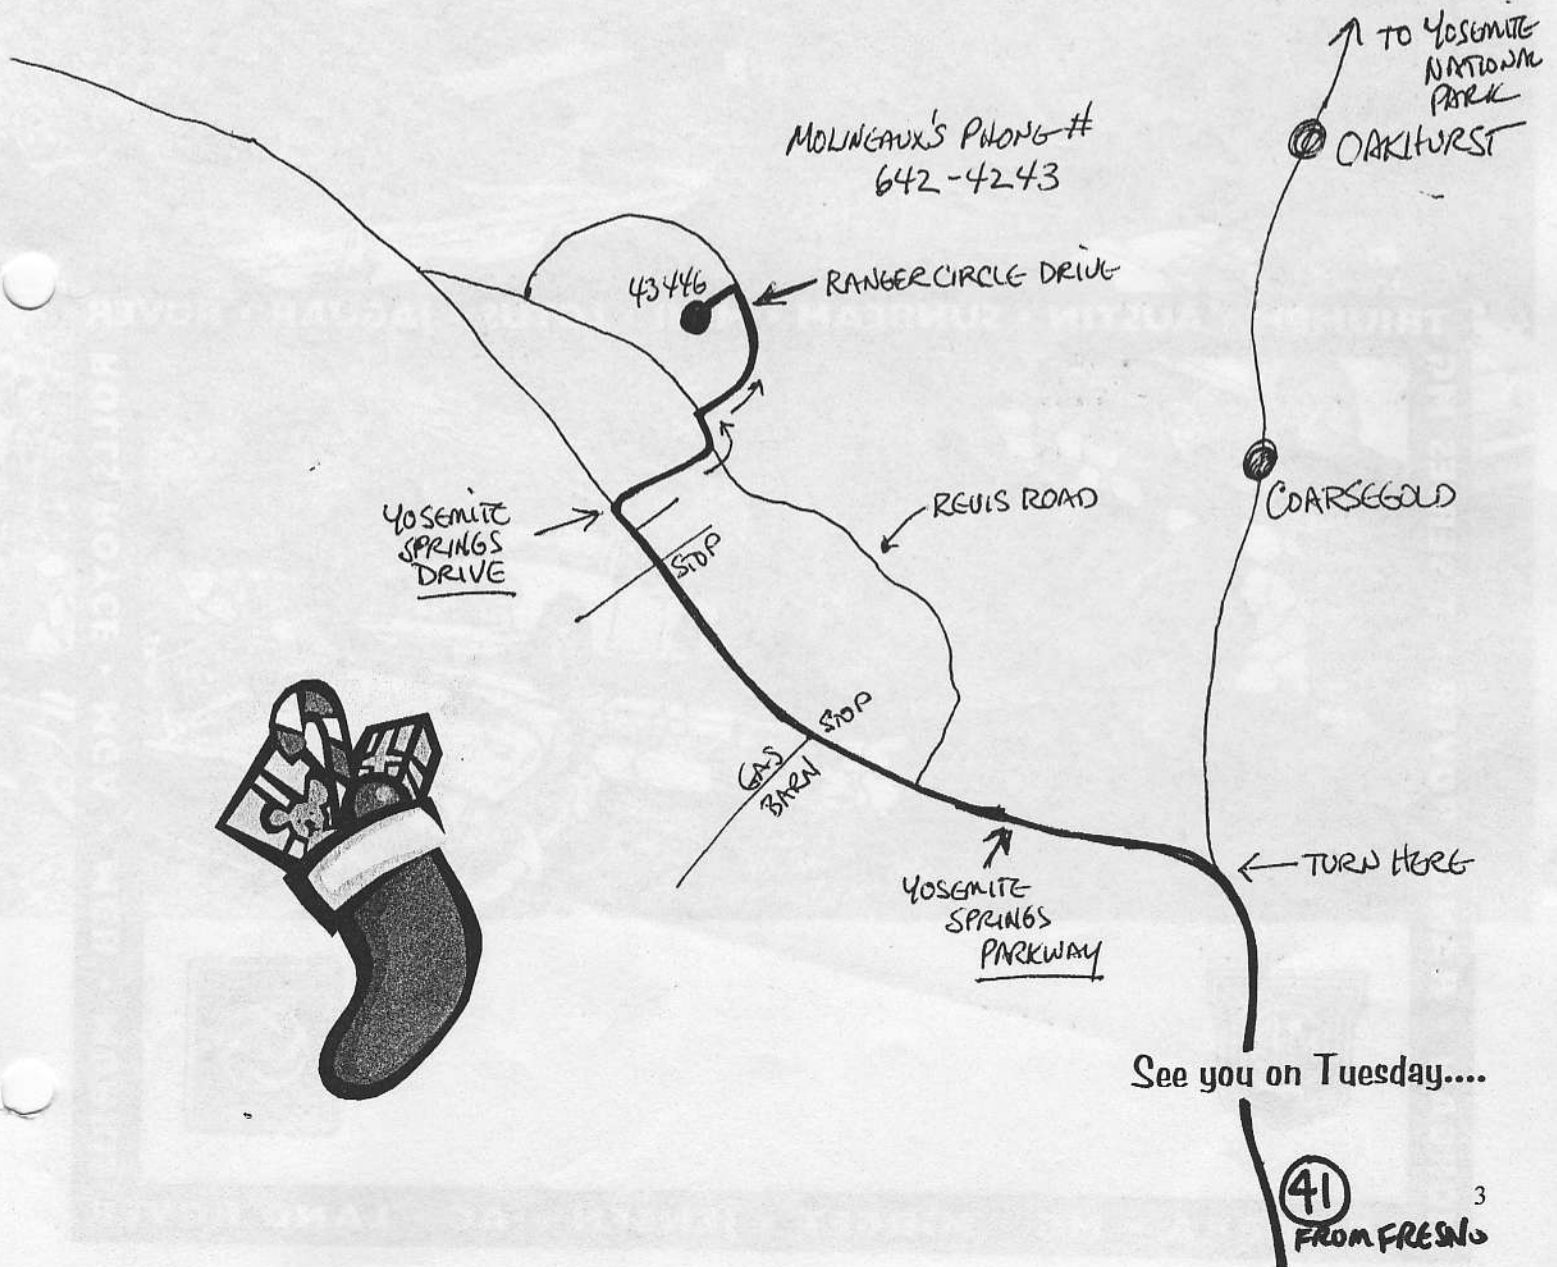 TO YOSEMITE
NATIONAL
PARK
OAKHURST
MOLINEAUX'S PHONE #
642-4243
43446
RANGER CIRCLE DRIVE
COARSEGOLD
REVIS ROAD
YOSEMITE
SPRINGS
DRIVE
STOP
STOP
GAS
BARN
TURN HERE
YOSEMITE
SPRINGS
PARKWAY
See you on Tuesday....
41
FROM FRESNO
3